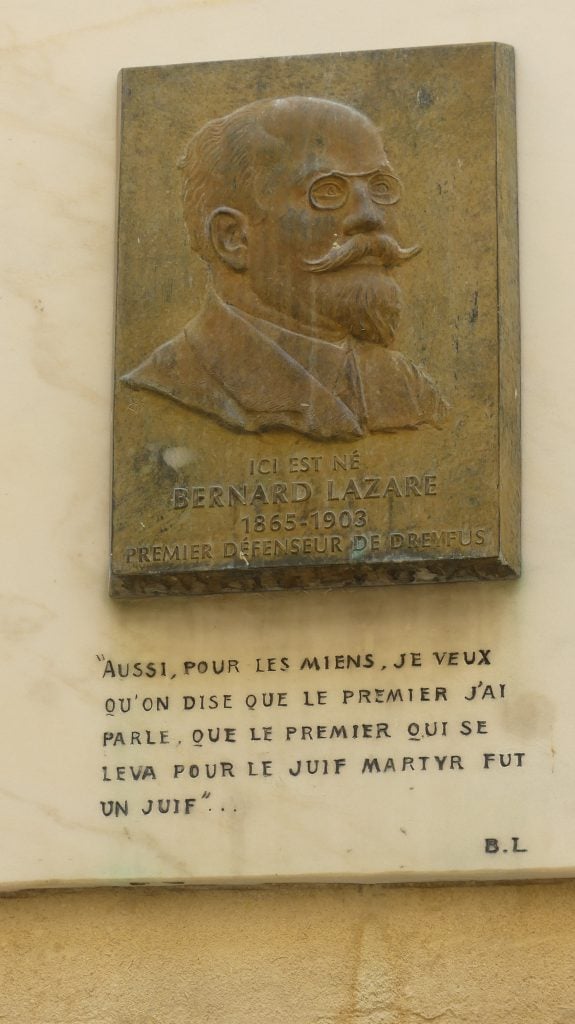 ICI EST NÉ
BERNARD LAZARE
1865-1903
PREMIER DÉFENSEUR DE DREYFUS
"AUSSI, POUR LES MIENS, JE VEUX
QU'ON DISE QUE LE PREMIER J'AI
PARLE, QUE LE PREMIER QUI SE
LEVA POUR LE JUIF MARTYR FUT
UN JUIF"...
B.L